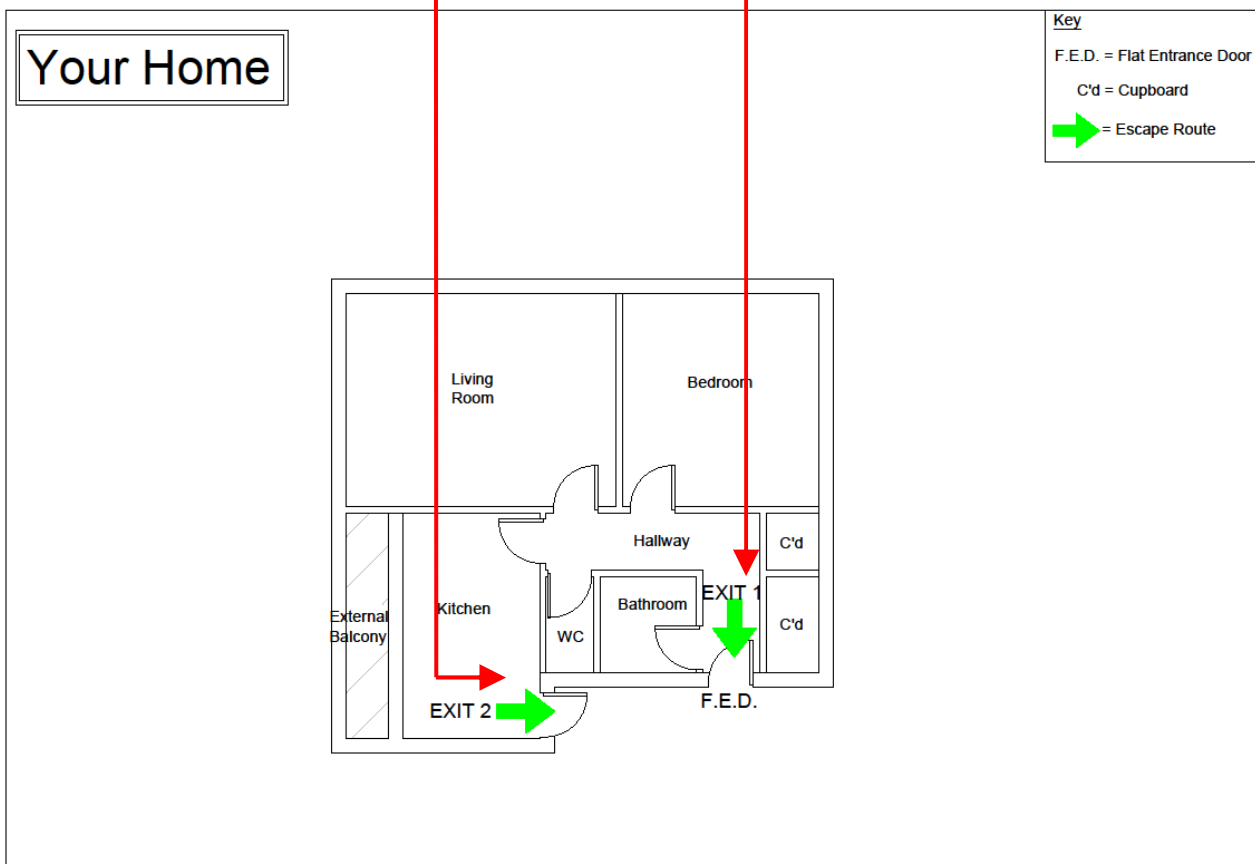 Your Home
Key
F.E.D. = Flat Entrance Door
C'd = Cupboard
= Escape Route
Living
Room
Bedroom
Hallway
C'd
EXIT 1
Bathroom
Kitchen
External
Balcony
WC
C'd
F.E.D.
EXIT 2